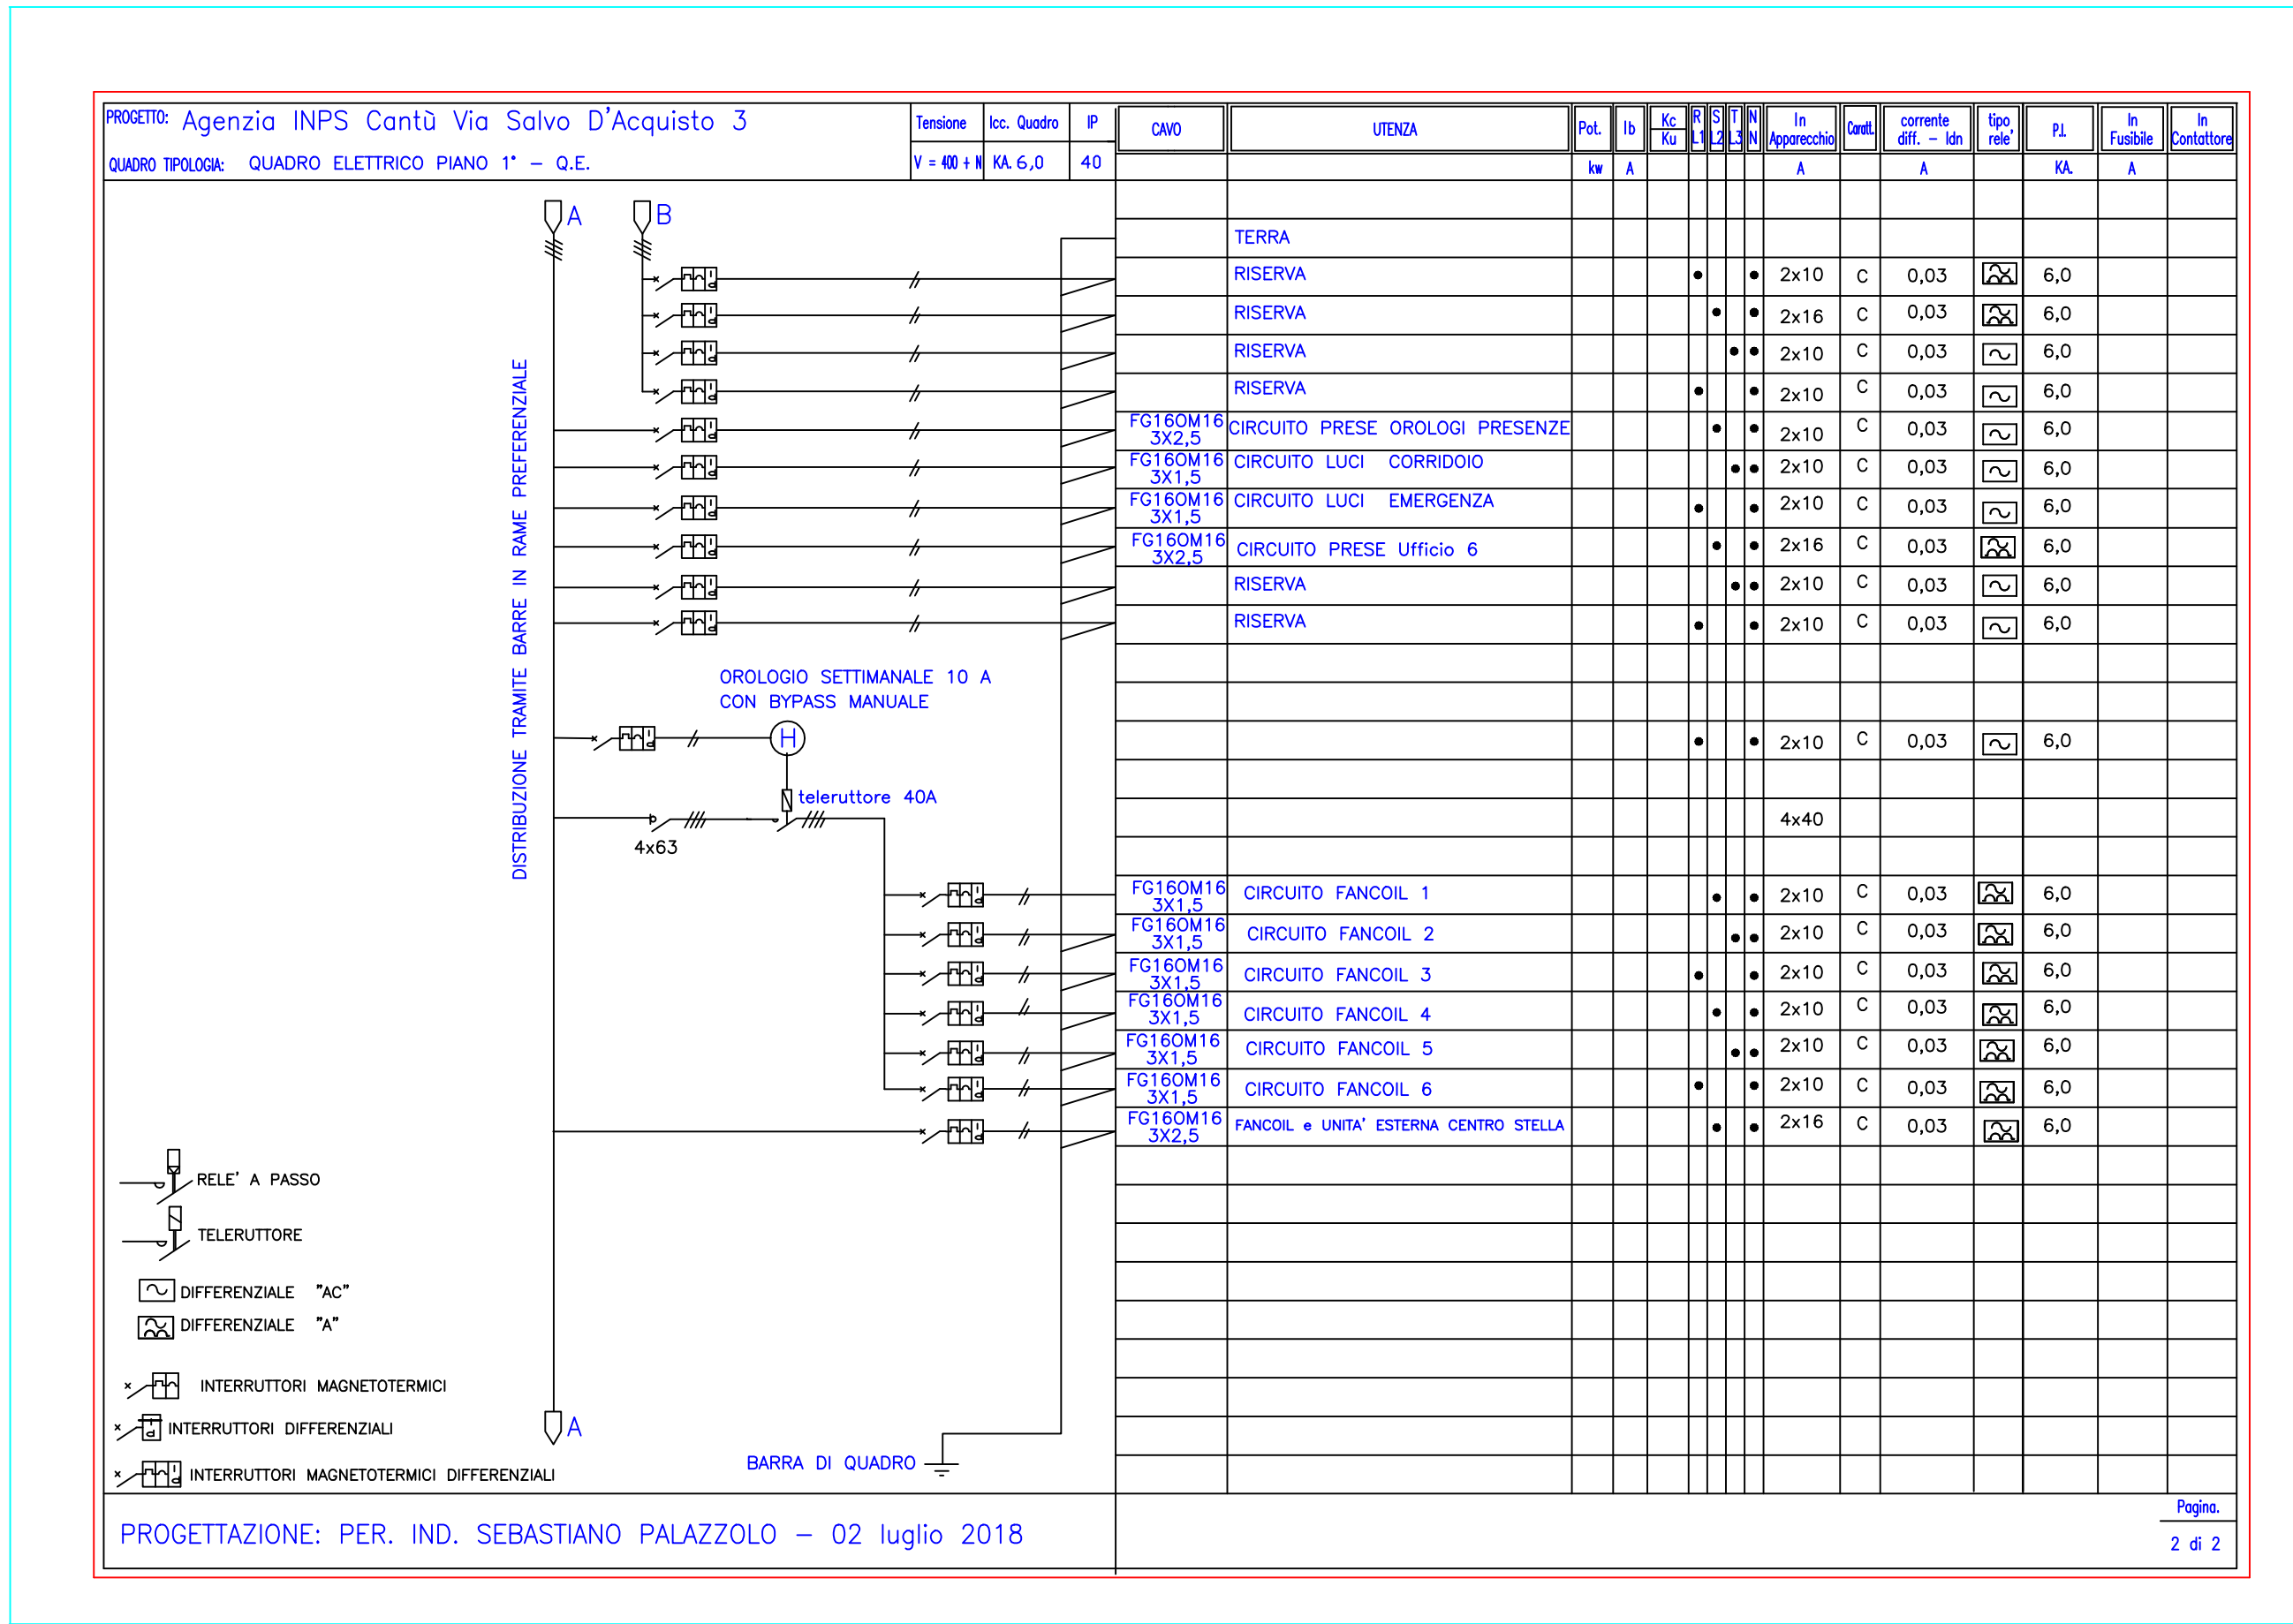 PROGETTO: Agenzia INPS Cantù Via Salvo D'Acquisto 3
QUADRO TIPOLOGIA: QUADRO ELETTRICO PIANO 1° - Q.E.
Tensione Icc. Quadro IP
V = 400 + N KA. 6,0 40
CAVO UTENZA Pot. Ib Kc Ku R L1 S L2 T L3 N N In Apparecchio Caratt. corrente diff. - Idn tipo rele' P.I. In Fusibile In Contattore
kw A A A KA. A
A B
TERRA
RISERVA 2x10 C 0,03 6,0
RISERVA 2x16 C 0,03 6,0
RISERVA 2x10 C 0,03 6,0
RISERVA 2x10 C 0,03 6,0
FG16OM16 3X2,5 CIRCUITO PRESE OROLOGI PRESENZE 2x10 C 0,03 6,0
FG16OM16 3X1,5 CIRCUITO LUCI CORRIDOIO 2x10 C 0,03 6,0
FG16OM16 3X1,5 CIRCUITO LUCI EMERGENZA 2x10 C 0,03 6,0
FG16OM16 3X2,5 CIRCUITO PRESE Ufficio 6 2x16 C 0,03 6,0
RISERVA 2x10 C 0,03 6,0
RISERVA 2x10 C 0,03 6,0
DISTRIBUZIONE TRAMITE BARRE IN RAME PREFERENZIALE
OROLOGIO SETTIMANALE 10 A
CON BYPASS MANUALE
H 2x10 C 0,03 6,0
teleruttore 40A
4x40
4x63
FG16OM16 3X1,5 CIRCUITO FANCOIL 1 2x10 C 0,03 6,0
FG16OM16 3X1,5 CIRCUITO FANCOIL 2 2x10 C 0,03 6,0
FG16OM16 3X1,5 CIRCUITO FANCOIL 3 2x10 C 0,03 6,0
FG16OM16 3X1,5 CIRCUITO FANCOIL 4 2x10 C 0,03 6,0
FG16OM16 3X1,5 CIRCUITO FANCOIL 5 2x10 C 0,03 6,0
FG16OM16 3X1,5 CIRCUITO FANCOIL 6 2x10 C 0,03 6,0
FG16OM16 3X2,5 FANCOIL e UNITA' ESTERNA CENTRO STELLA 2x16 C 0,03 6,0
RELE' A PASSO
TELERUTTORE
DIFFERENZIALE "AC"
DIFFERENZIALE "A"
INTERRUTTORI MAGNETOTERMICI
INTERRUTTORI DIFFERENZIALI
INTERRUTTORI MAGNETOTERMICI DIFFERENZIALI
A
BARRA DI QUADRO
PROGETTAZIONE: PER. IND. SEBASTIANO PALAZZOLO - 02 luglio 2018
Pagina.
2 di 2